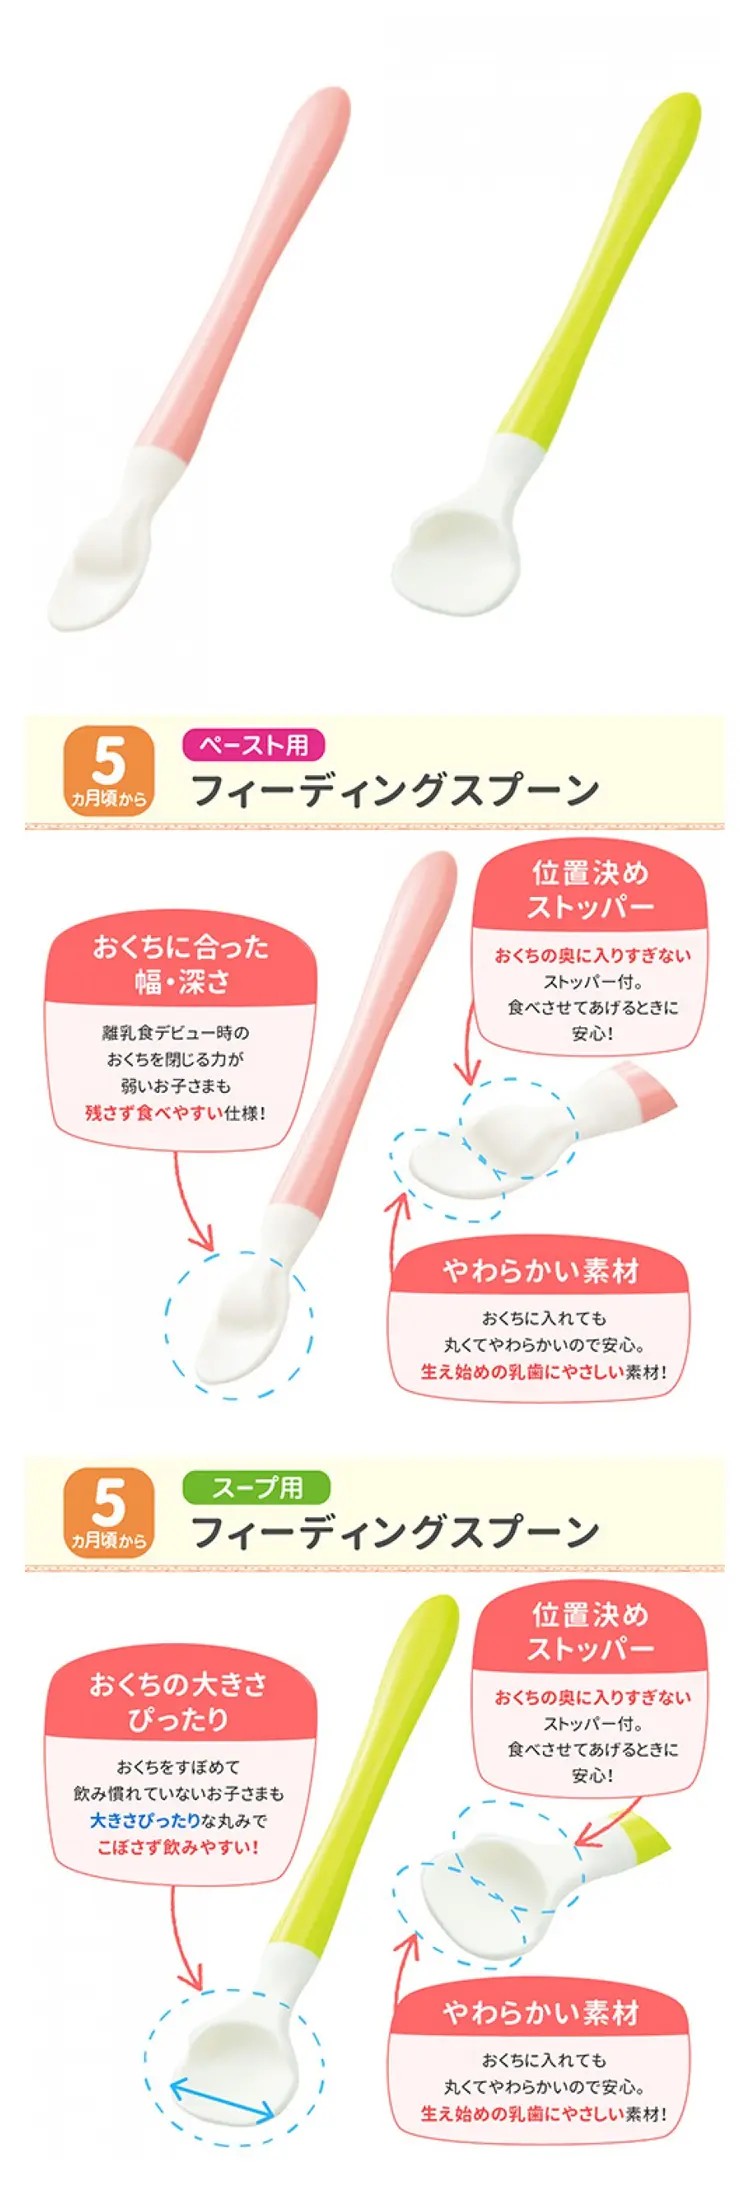 5
カ月頃から
ペースト用
フィーディングスプーン
位置決め
ストッパー
おくちの奥に入りすぎない
ストッパー付。
食べさせてあげるときに
安心！
おくちに合った
幅・深さ
離乳食デビュー時の
おくちを閉じる力が
弱いお子さまも
残さず食べやすい仕様！
やわらかい素材
おくちに入れても
丸くてやわらかいので安心。
生え始めの乳歯にやさしい素材！
5
カ月頃から
スープ用
フィーディングスプーン
位置決め
ストッパー
おくちの奥に入りすぎない
ストッパー付。
食べさせてあげるときに
安心！
おくちの大きさ
ぴったり
おくちをすぼめて
飲み慣れていないお子さまも
大きさぴったりな丸みで
こぼさず飲みやすい！
やわらかい素材
おくちに入れても
丸くてやわらかいので安心。
生え始めの乳歯にやさしい素材！